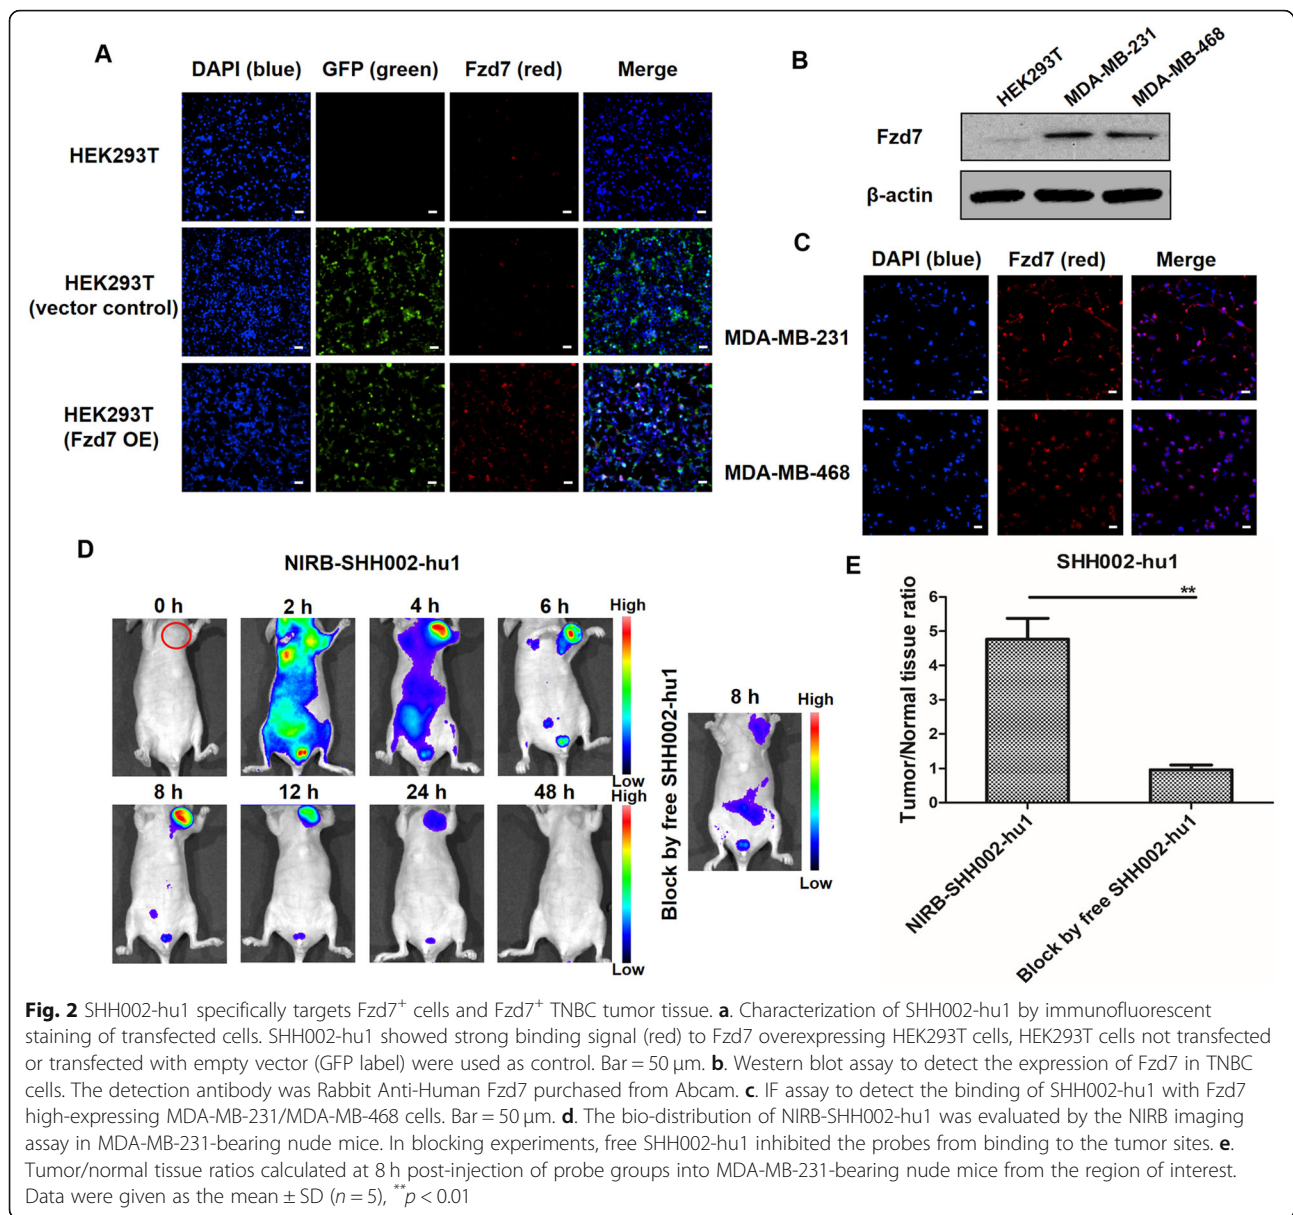 A
DAPI (blue) GFP (green) Fzd7 (red) Merge
HEK293T
HEK293T
(vector control)
HEK293T
(Fzd7 OE)
B
HEK293T MDA-MB-231 MDA-MB-468
Fzd7
β-actin
C
DAPI (blue) Fzd7 (red) Merge
MDA-MB-231
MDA-MB-468
D
NIRB-SHH002-hu1
0 h 2 h 4 h 6 h High
Low
8 h 12 h 24 h 48 h High
Low
Block by free SHH002-hu1
8 h High
Low
E
SHH002-hu1
**
Tumor/Normal tissue ratio
6
5
4
3
2
1
0
NIRB-SHH002-hu1
Block by free SHH002-hu1
Fig. 2 SHH002-hu1 specifically targets Fzd7⁺ cells and Fzd7⁺ TNBC tumor tissue. a. Characterization of SHH002-hu1 by immunofluorescent
staining of transfected cells. SHH002-hu1 showed strong binding signal (red) to Fzd7 overexpressing HEK293T cells, HEK293T cells not transfected
or transfected with empty vector (GFP label) were used as control. Bar = 50 μm. b. Western blot assay to detect the expression of Fzd7 in TNBC
cells. The detection antibody was Rabbit Anti-Human Fzd7 purchased from Abcam. c. IF assay to detect the binding of SHH002-hu1 with Fzd7
high-expressing MDA-MB-231/MDA-MB-468 cells. Bar = 50 μm. d. The bio-distribution of NIRB-SHH002-hu1 was evaluated by the NIRB imaging
assay in MDA-MB-231-bearing nude mice. In blocking experiments, free SHH002-hu1 inhibited the probes from binding to the tumor sites. e.
Tumor/normal tissue ratios calculated at 8 h post-injection of probe groups into MDA-MB-231-bearing nude mice from the region of interest.
Data were given as the mean ± SD (n = 5), **p < 0.01